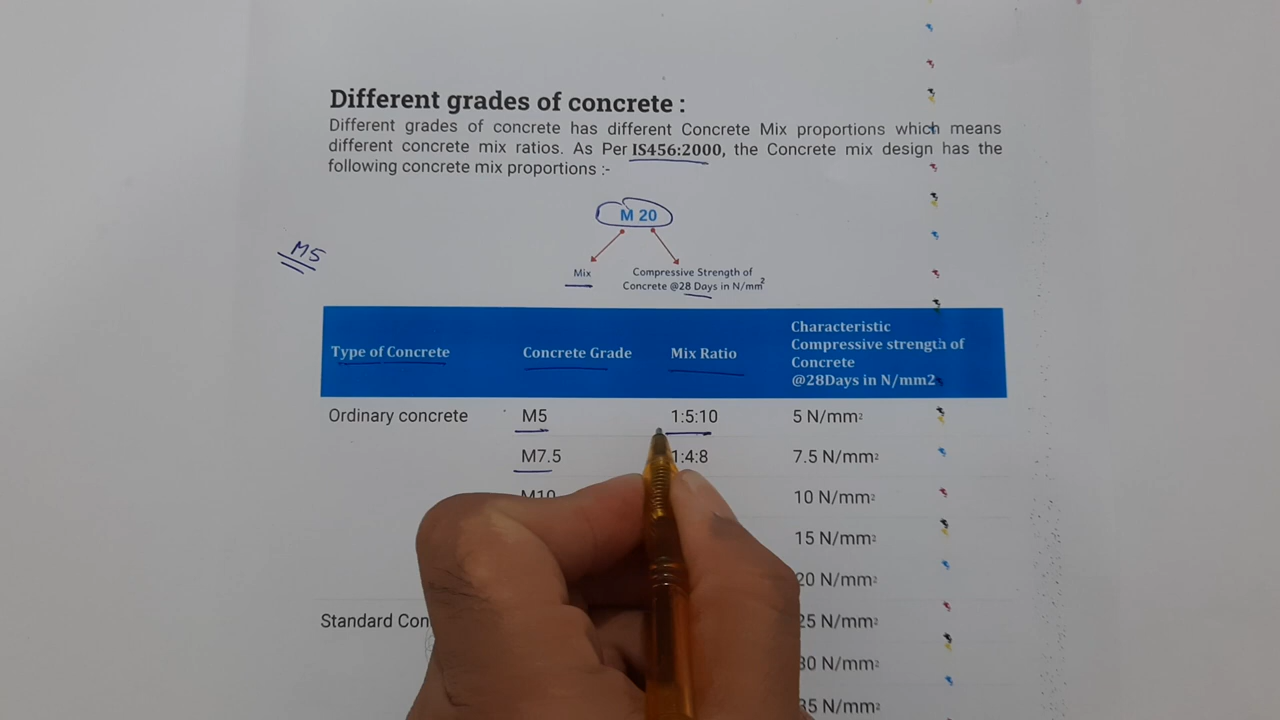 Different grades of concrete :
Different grades of concrete has different Concrete Mix proportions which means
different concrete mix ratios. As Per IS456:2000, the Concrete mix design has the
following concrete mix proportions :-
M 20
M5
Mix
Compressive Strength of
Concrete @28 Days in N/mm²
Type of Concrete Concrete Grade Mix Ratio Characteristic
Compressive strength of
Concrete
@28Days in N/mm2
Ordinary concrete M5 1:5:10 5 N/mm²
M7.5 1:4:8 7.5 N/mm²
M10 10 N/mm²
15 N/mm²
20 N/mm²
Standard 25 N/mm²
30 N/mm²
35 N/mm²